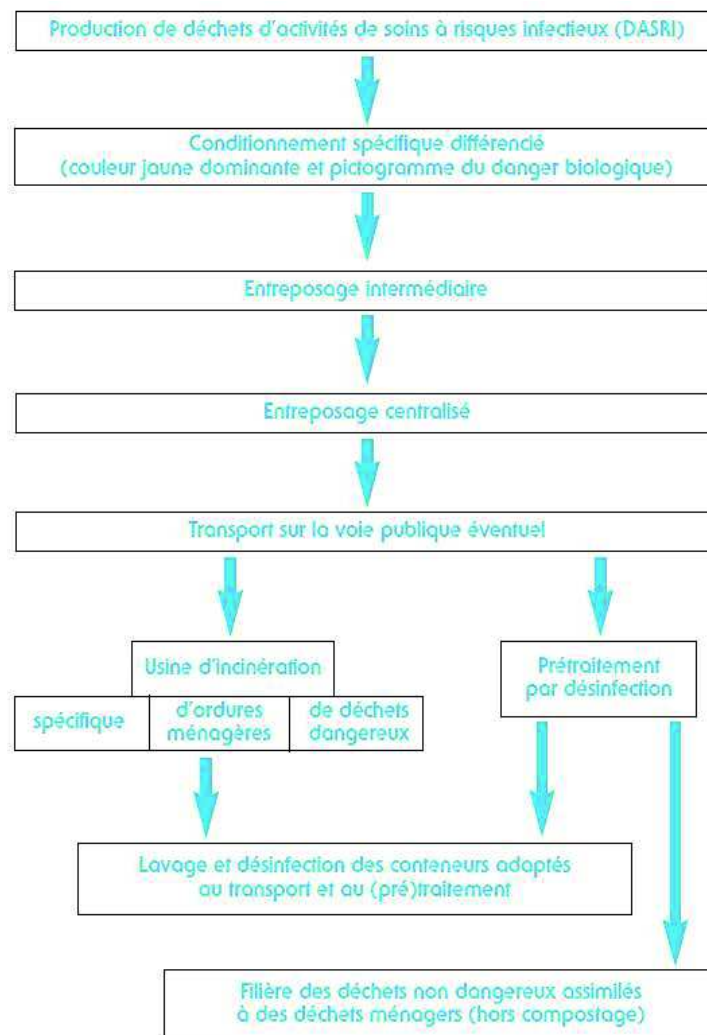 Production de déchets d'activités de soins à risques infectieux (DASRI)
Conditionnement spécifique différencié
(couleur jaune dominante et pictogramme du danger biologique)
Entreposage intermédiaire
Entreposage centralisé
Transport sur la voie publique éventuel
Usine d'incinération
spécifique
d'ordures
ménagères
de déchets
dangereux
Prétraitement
par désinfection
Lavage et désinfection des conteneurs adaptés
au transport et au (pré)traitement
Filière des déchets non dangereux assimilés
à des déchets ménagers (hors compostage)